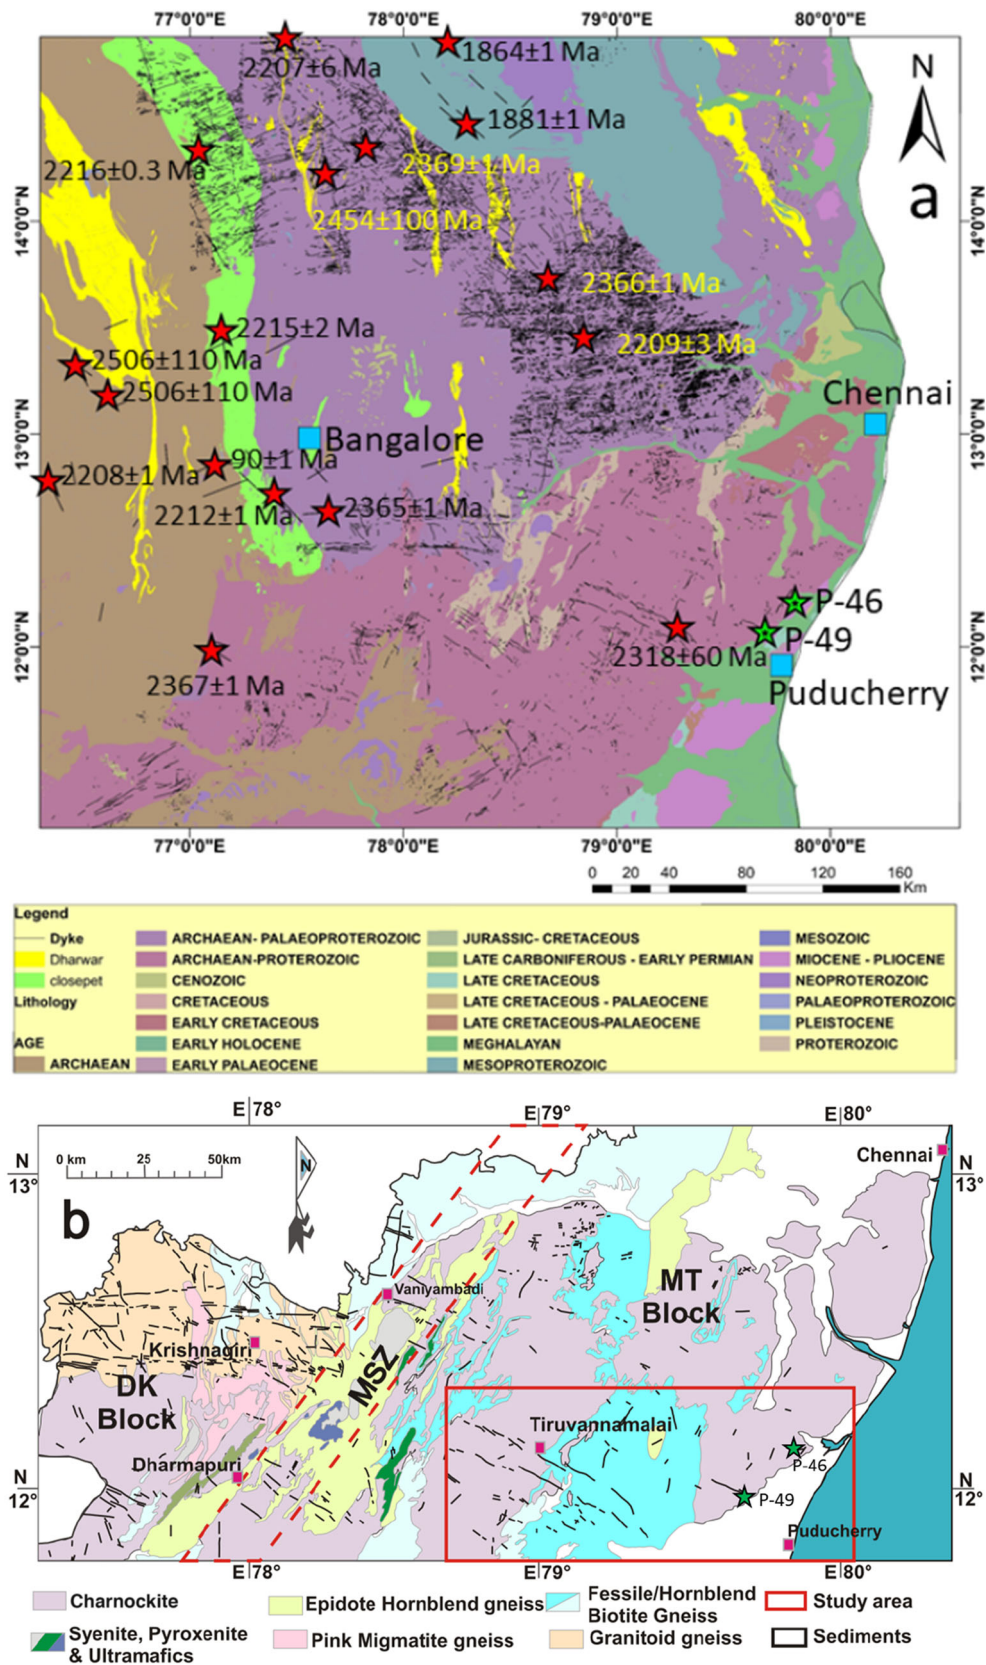 77°0'0"E 78°0'0"E 79°0'0"E 80°0'0"E
2207±6 Ma
1864±1 Ma
N
1881±1 Ma
2216±0.3 Ma
2369±1 Ma
a
2454±100 Ma
14°0'0"N
14°0'0"N
2366±1 Ma
2215±2 Ma
2209±3 Ma
2506±110 Ma
2506±110 Ma
Chennai
13°0'0"N
Bangalore
13°0'0"N
90±1 Ma
2208±1 Ma
2212±1 Ma
2365±1 Ma
P-46
P-49
12°0'0"N
2318±60 Ma
12°0'0"N
2367±1 Ma
Puducherry
77°0'0"E 78°0'0"E 79°0'0"E 80°0'0"E
0 20 40 80 120 160
Km
Legend
Dyke
Dharwar
closepet
Lithology
AGE
ARCHAEAN
ARCHAEAN- PALAEOPROTEROZOIC
ARCHAEAN-PROTEROZOIC
CENOZOIC
CRETACEOUS
EARLY CRETACEOUS
EARLY HOLOCENE
EARLY PALAEOCENE
JURASSIC- CRETACEOUS
LATE CARBONIFEROUS - EARLY PERMIAN
LATE CRETACEOUS
LATE CRETACEOUS - PALAEOCENE
LATE CRETACEOUS-PALAEOCENE
MEGHALAYAN
MESOPROTEROZOIC
MESOZOIC
MIOCENE - PLIOCENE
NEOPROTEROZOIC
PALAEOPROTEROZOIC
PLEISTOCENE
PROTEROZOIC
E 78° E 79° E 80°
N
13°
0 km 25 50km
N
Chennai
N
13°
b
Vaniyambadi
MT
Block
Krishnagiri
MSZ
DK
Block
Tiruvannamalai
Dharmapuri
P-46
N
12°
P-49
12°
Puducherry
E 78° E 79° E 80°
Charnockite
Epidote Hornblend gneiss
Fessile/Hornblend
Biotite Gneiss
Study area
Syenite, Pyroxenite
& Ultramafics
Pink Migmatite gneiss
Granitoid gneiss
Sediments